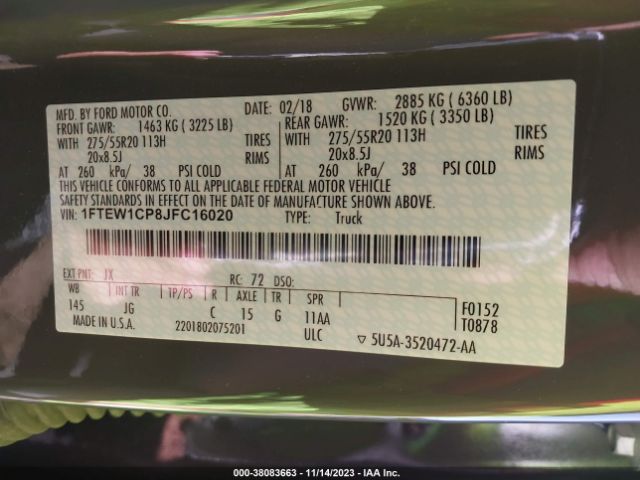 MFD. BY FORD MOTOR CO. DATE: 02/18 GVWR: 2885 KG ( 6360 LB)
FRONT GAWR: 1463 KG ( 3225 LB) REAR GAWR: 1520 KG ( 3350 LB)
WITH 275/55R20 113H TIRES WITH 275/55R20 113H TIRES
20x8.5J RIMS 20x8.5J RIMS
AT 260 kPa/ 38 PSI COLD AT 260 kPa/ 38 PSI COLD
THIS VEHICLE CONFORMS TO ALL APPLICABLE FEDERAL MOTOR VEHICLE
SAFETY STANDARDS IN EFFECT ON THE DATE OF MANUFACTURE SHOWN ABOVE.
VIN: 1FTEW1CP8JFC16020 TYPE: Truck
EXT PNT: JX RC: 72 DSO:
WB INT TR TP/PS R AXLE TR SPR
145 JG C 15 G 11AA F0152
MADE IN U.S.A. 2201802075201 ULC T0878
5U5A-3520472-AA
000-38083663 - 11/14/2023 - IAA Inc.